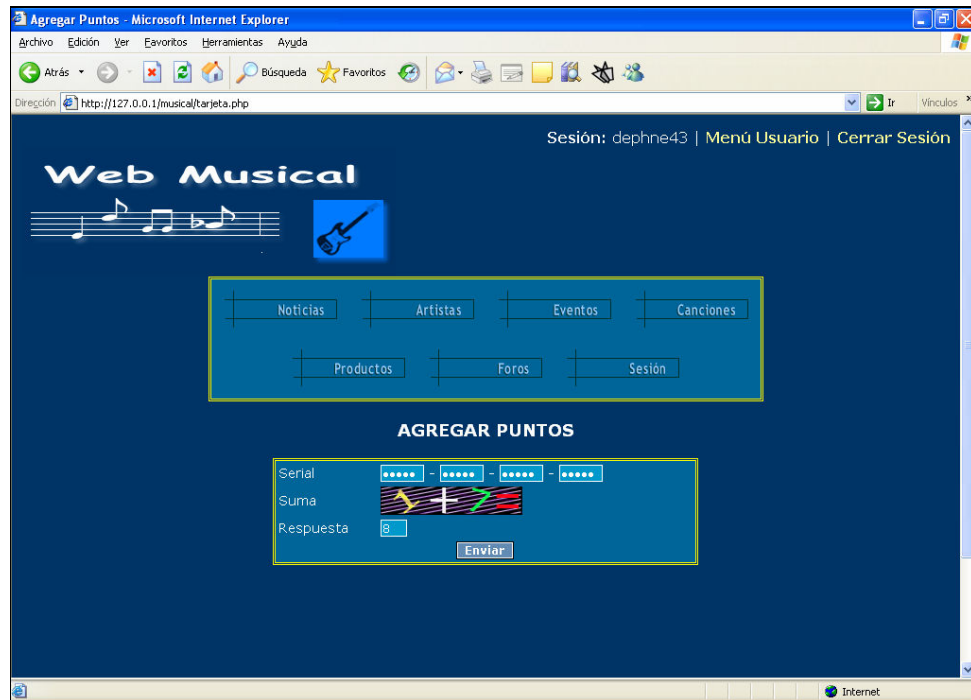 Agregar Puntos - Microsoft Internet Explorer
Archivo Edición Ver Favoritos Herramientas Ayuda
Atrás Búsqueda Favoritos
Dirección http://127.0.0.1/musical/tarjeta.php Ir Vínculos »
Sesión: dephne43 | Menú Usuario | Cerrar Sesión
Web Musical
Noticias Artistas Eventos Canciones
Productos Foros Sesión
AGREGAR PUNTOS
Serial ••••• - ••••• - ••••• - •••••
Suma 1 + 7 =
Respuesta 8
Enviar
Internet